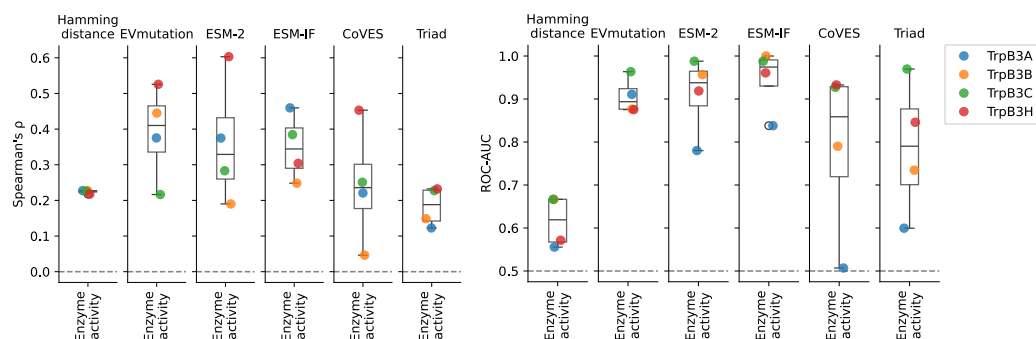 Hamming distance
EVmutation
ESM-2
ESM-IF
CoVES
Triad
Spearman's ρ
0.6
0.5
0.4
0.3
0.2
0.1
0.0
Enzyme activity
Enzyme activity
Enzyme activity
Enzyme activity
Enzyme activity
Enzyme activity
Hamming distance
EVmutation
ESM-2
ESM-IF
CoVES
Triad
ROC-AUC
1.0
0.9
0.8
0.7
0.6
0.5
Enzyme activity
Enzyme activity
Enzyme activity
Enzyme activity
Enzyme activity
Enzyme activity
TrpB3A
TrpB3B
TrpB3C
TrpB3H